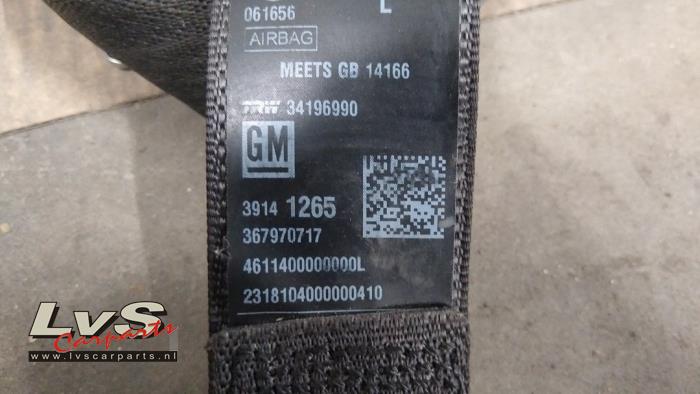 061656 L
AIRBAG
MEETS GB 14166
TRW 34196990
GM
3914 1265
367970717
4611400000000L
2318104000000410
LvS
Carparts
www.lvscarparts.nl